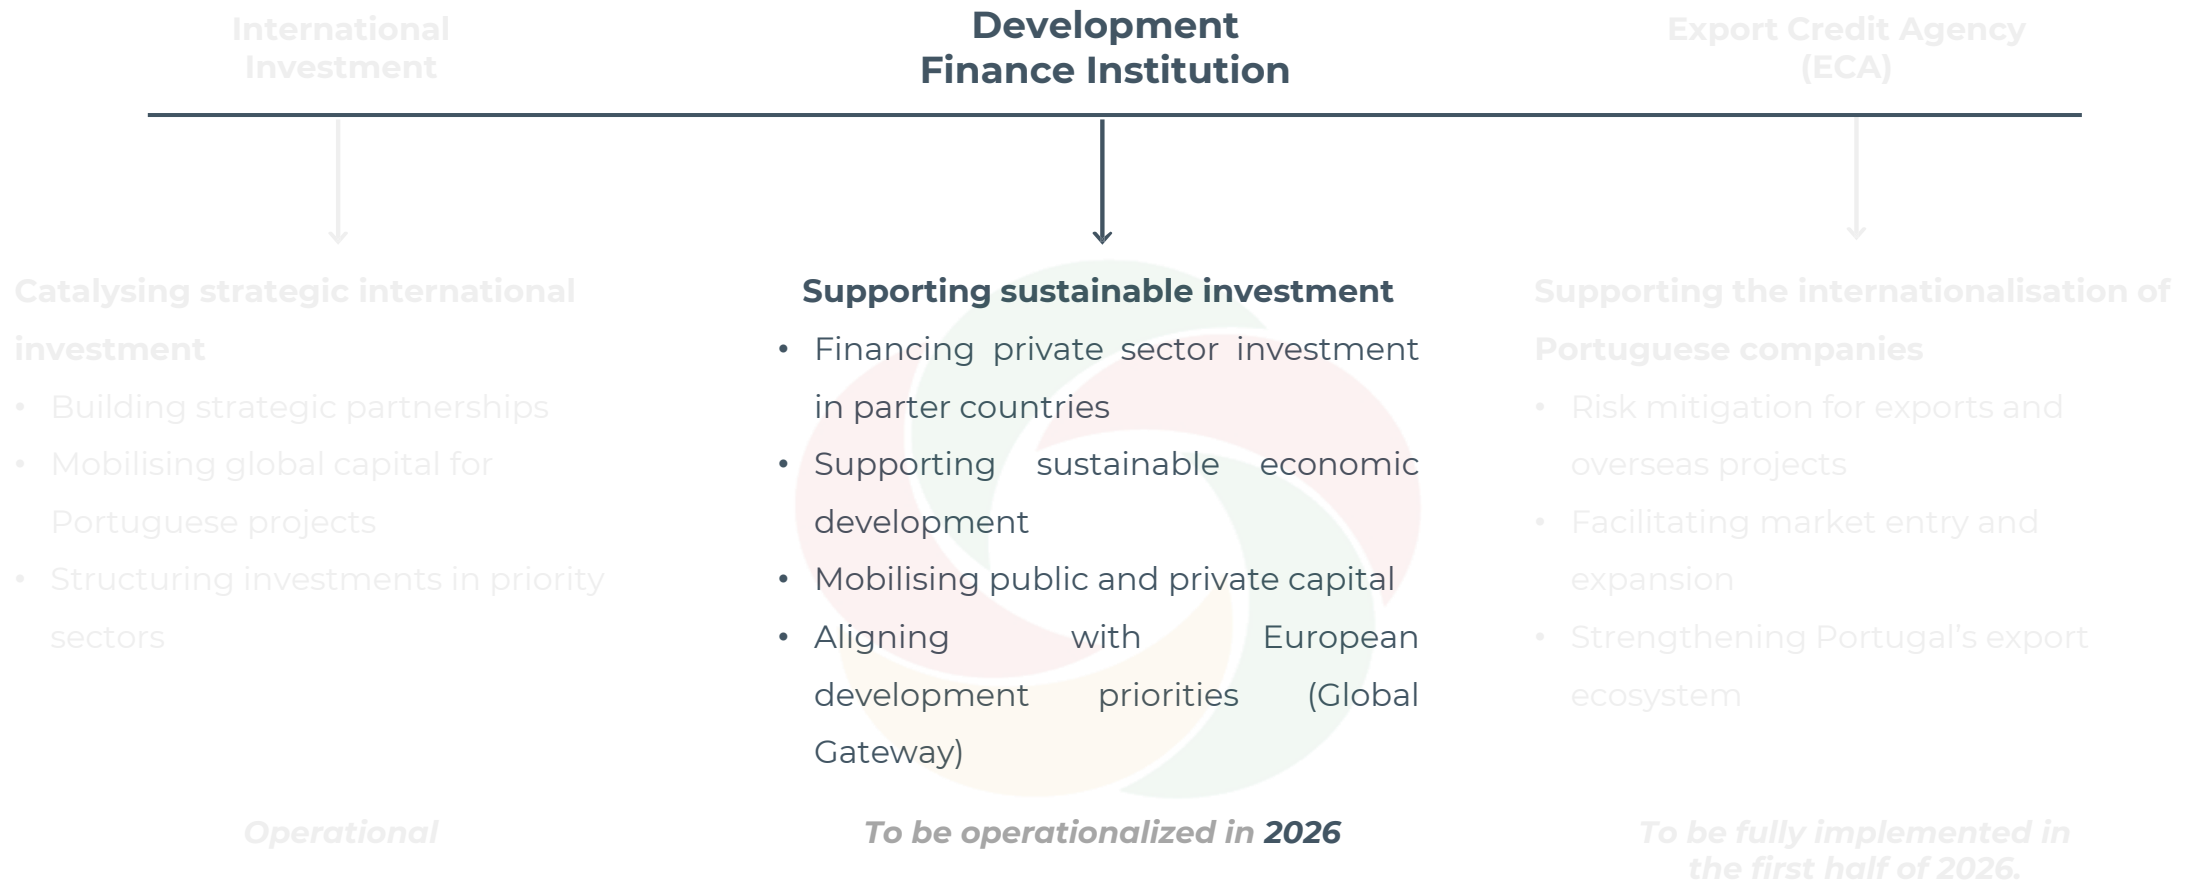 International
Investment
Development
Finance Institution
Export Credit Agency
(ECA)
Catalysing strategic international
investment
• Building strategic partnerships
• Mobilising global capital for
Portuguese projects
• Structuring investments in priority
sectors
Operational
Supporting sustainable investment
• Financing private sector investment
in parter countries
• Supporting sustainable economic
development
• Mobilising public and private capital
• Aligning with European
development priorities (Global
Gateway)
To be operationalized in 2026
Supporting the internationalisation of
Portuguese companies
• Risk mitigation for exports and
overseas projects
• Facilitating market entry and
expansion
• Strengthening Portugal’s export
ecosystem
To be fully implemented in
the first half of 2026.